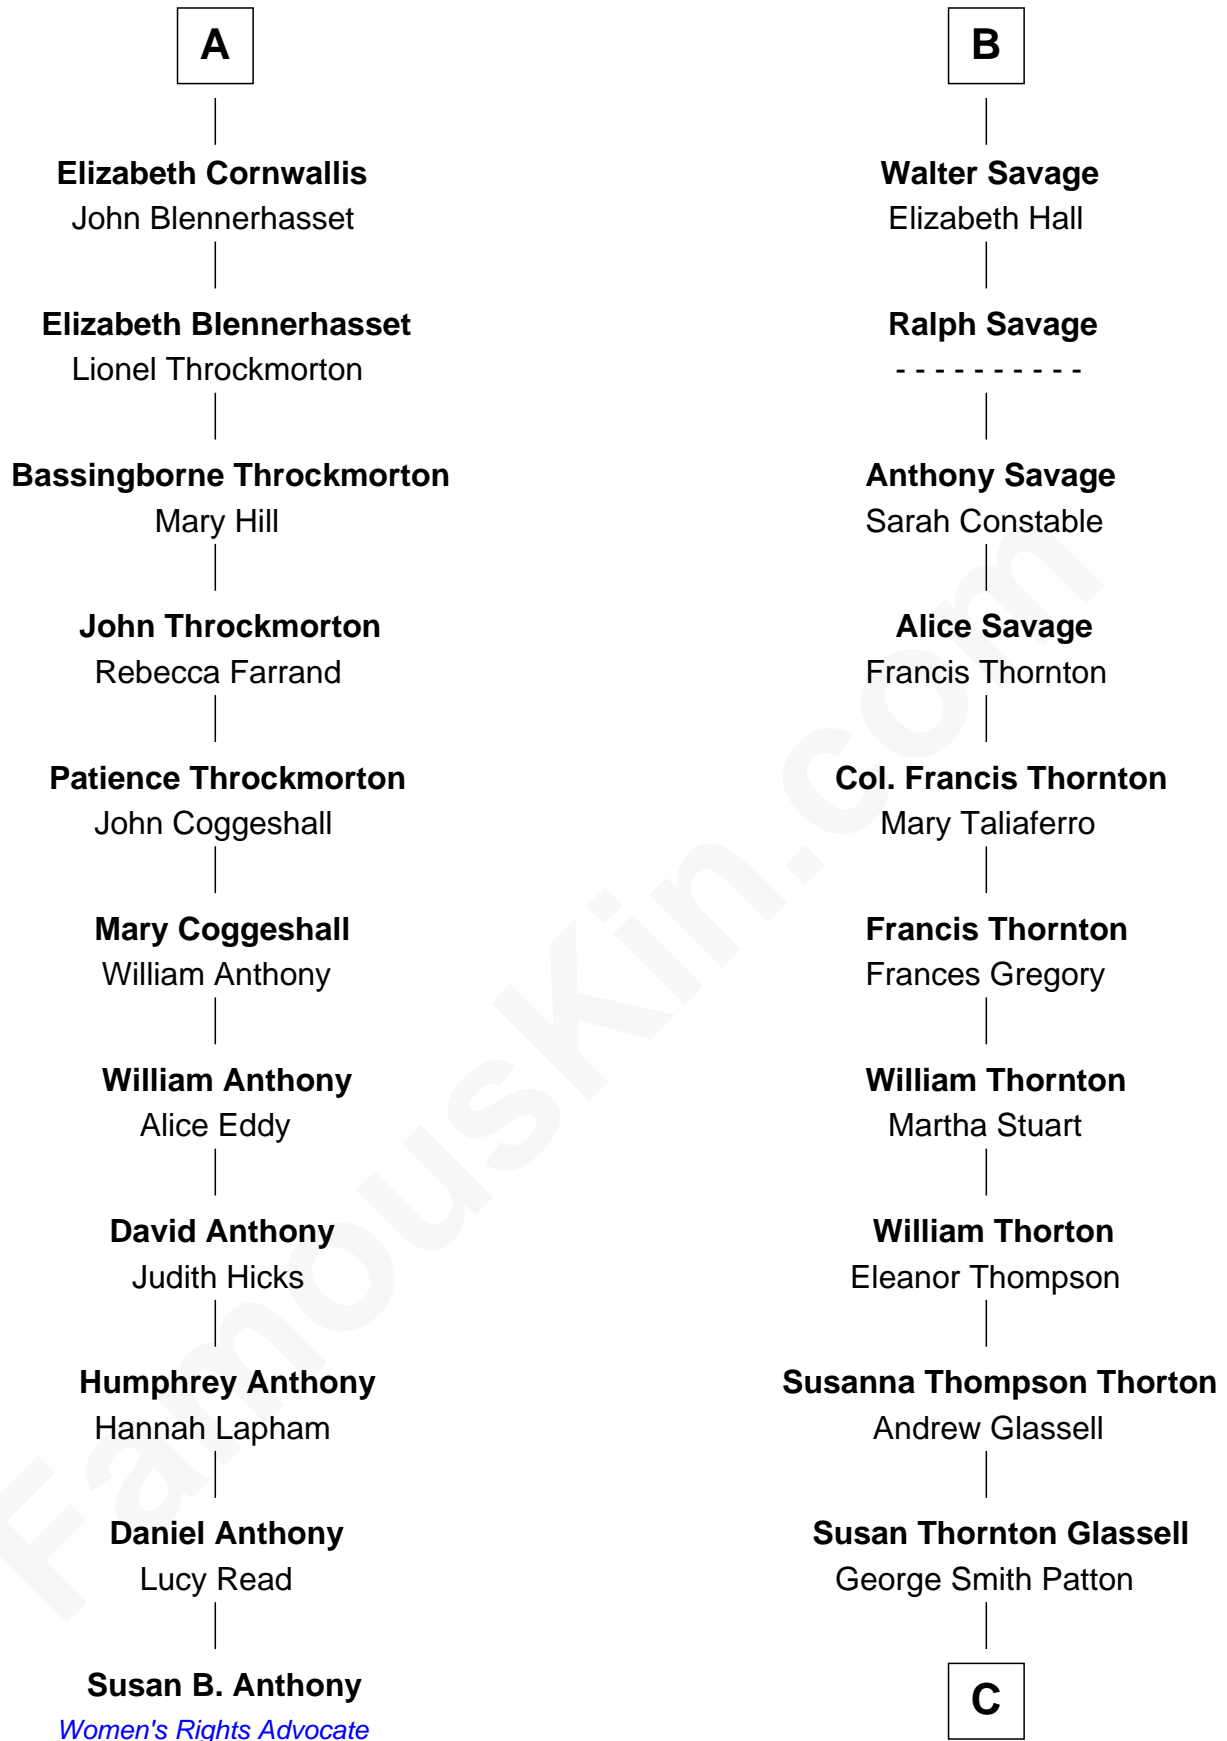 A
Elizabeth Cornwallis
John Blennerhasset
Elizabeth Blennerhasset
Lionel Throckmorton
Bassingborne Throckmorton
Mary Hill
John Throckmorton
Rebecca Farrand
Patience Throckmorton
John Coggeshall
Mary Coggeshall
William Anthony
William Anthony
Alice Eddy
David Anthony
Judith Hicks
Humphrey Anthony
Hannah Lapham
Daniel Anthony
Lucy Read
Susan B. Anthony
Women's Rights Advocate
B
Walter Savage
Elizabeth Hall
Ralph Savage
- - - - - - - - - -
Anthony Savage
Sarah Constable
Alice Savage
Francis Thornton
Col. Francis Thornton
Mary Taliaferro
Francis Thornton
Frances Gregory
William Thornton
Martha Stuart
William Thorton
Eleanor Thompson
Susanna Thompson Thorton
Andrew Glassell
Susan Thornton Glassell
George Smith Patton
C
FamousKin.com